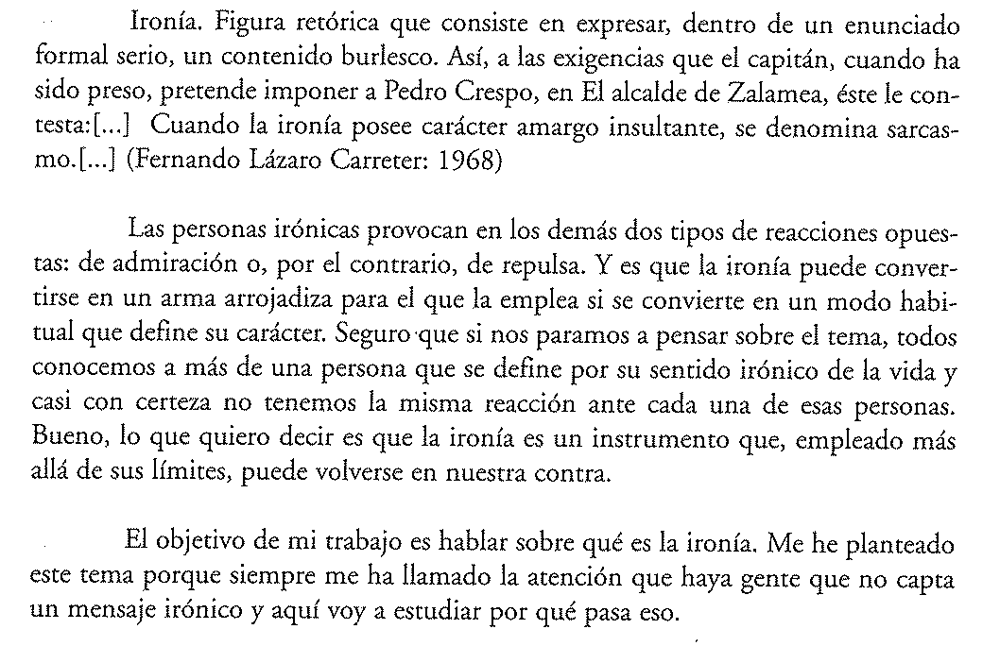 Ironía. Figura retórica que consiste en expresar, dentro de un enunciado
formal serio, un contenido burlesco. Así, a las exigencias que el capitán, cuando ha
sido preso, pretende imponer a Pedro Crespo, en El alcalde de Zalamea, éste le con-
testa:[...] Cuando la ironía posee carácter amargo insultante, se denomina sarcas-
mo.[...] (Fernando Lázaro Carreter: 1968)
Las personas irónicas provocan en los demás dos tipos de reacciones opues-
tas: de admiración o, por el contrario, de repulsa. Y es que la ironía puede conver-
tirse en un arma arrojadiza para el que la emplea si se convierte en un modo habi-
tual que define su carácter. Seguro que si nos paramos a pensar sobre el tema, todos
conocemos a más de una persona que se define por su sentido irónico de la vida y
casi con certeza no tenemos la misma reacción ante cada una de esas personas.
Bueno, lo que quiero decir es que la ironía es un instrumento que, empleado más
allá de sus límites, puede volverse en nuestra contra.
El objetivo de mi trabajo es hablar sobre qué es la ironía. Me he planteado
este tema porque siempre me ha llamado la atención que haya gente que no capta
un mensaje irónico y aquí voy a estudiar por qué pasa eso.